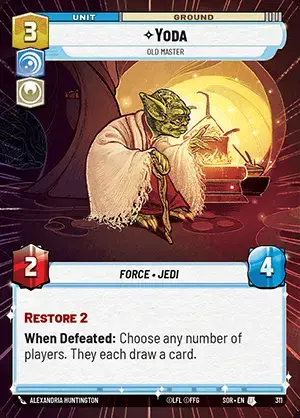 UNIT
GROUND
3
YODA
OLD MASTER
2
4
FORCE • JEDI
RESTORE 2
When Defeated: Choose any number of
players. They each draw a card.
ALEXANDRIA HUNTINGTON
©LFL ©FFG
SOR • EN
U
311